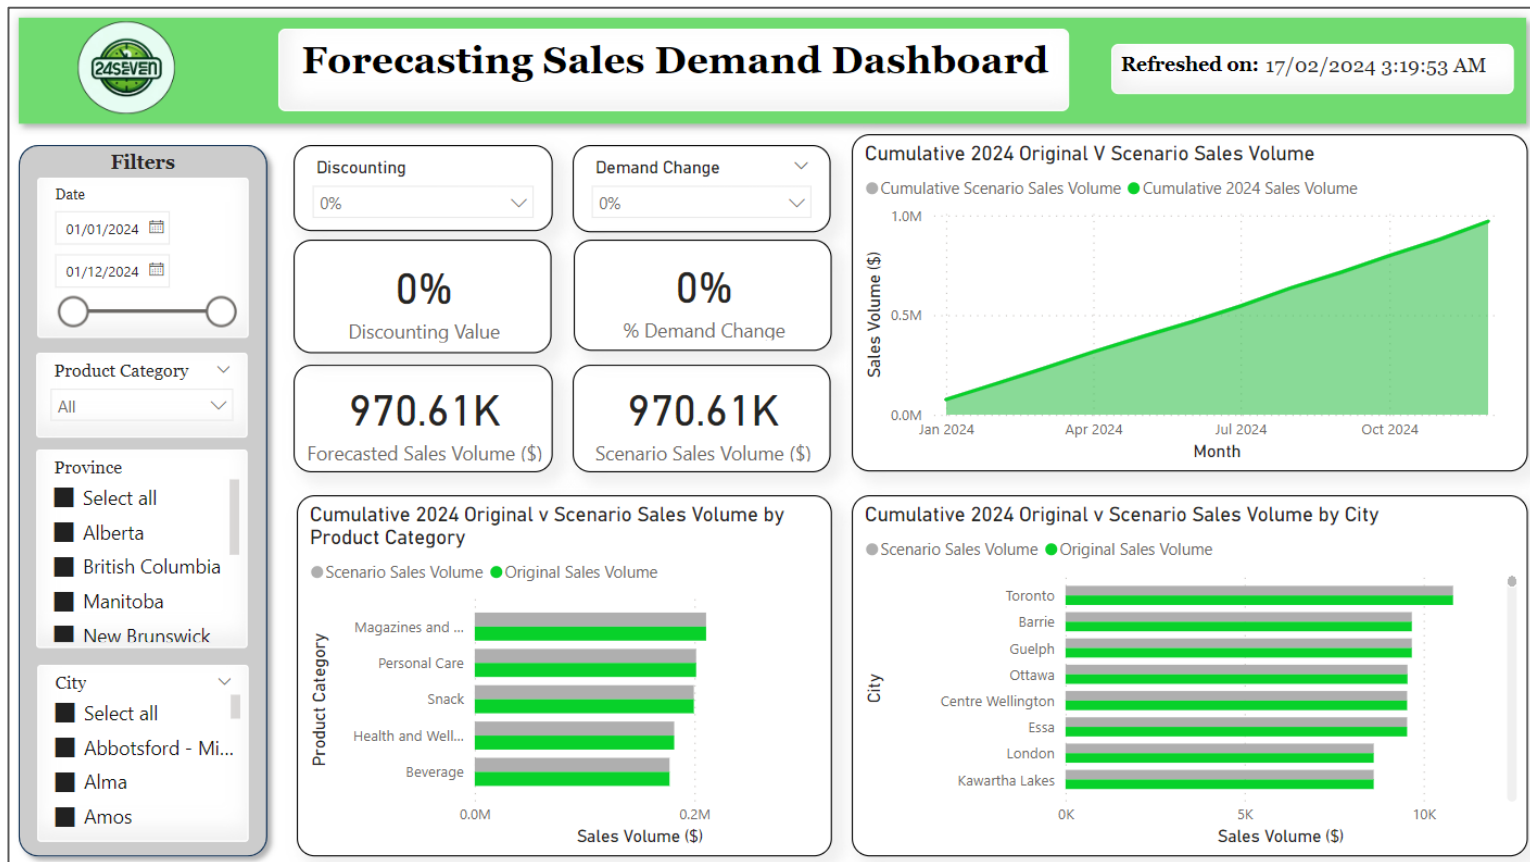 24SEVEN
Forecasting Sales Demand Dashboard
Refreshed on: 17/02/2024 3:19:53 AM
Filters
Date
01/01/2024
01/12/2024
Product Category
All
Province
Select all
Alberta
British Columbia
Manitoba
New Brunswick
City
Select all
Abbotsford - Mi...
Alma
Amos
Discounting
0%
Demand Change
0%
0%
Discounting Value
0%
% Demand Change
970.61K
Forecasted Sales Volume ($)
970.61K
Scenario Sales Volume ($)
Cumulative 2024 Original V Scenario Sales Volume
Cumulative Scenario Sales Volume Cumulative 2024 Sales Volume
Sales Volume ($)
1.0M
0.5M
0.0M
Jan 2024 Apr 2024 Jul 2024 Oct 2024
Month
Cumulative 2024 Original v Scenario Sales Volume by
Product Category
Scenario Sales Volume Original Sales Volume
Product Category
Magazines and ...
Personal Care
Snack
Health and Well...
Beverage
0.0M 0.2M
Sales Volume ($)
Cumulative 2024 Original v Scenario Sales Volume by City
Scenario Sales Volume Original Sales Volume
City
Toronto
Barrie
Guelph
Ottawa
Centre Wellington
Essa
London
Kawartha Lakes
0K 5K 10K
Sales Volume ($)